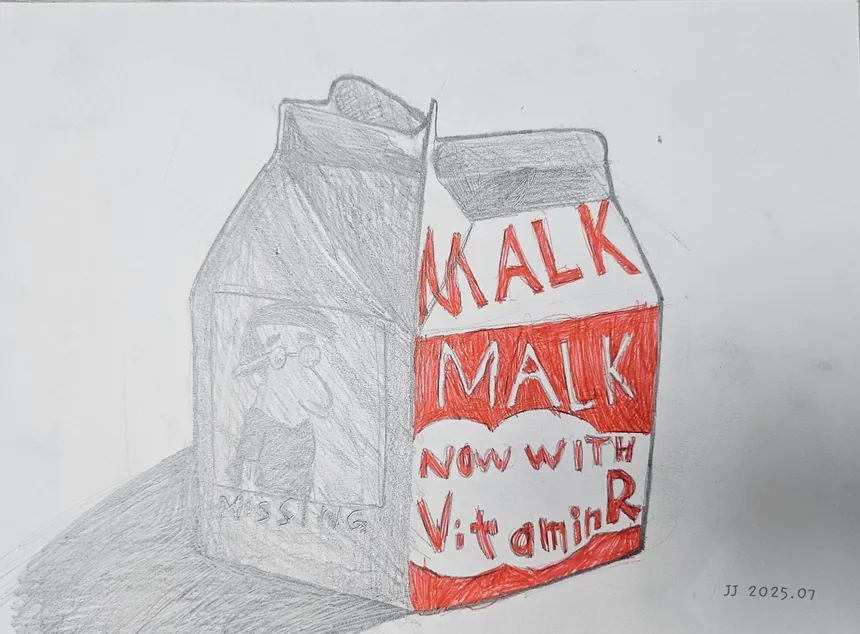 MALK
MALK
NOW WITH
VitaminR
MISSING
JJ 2025.07